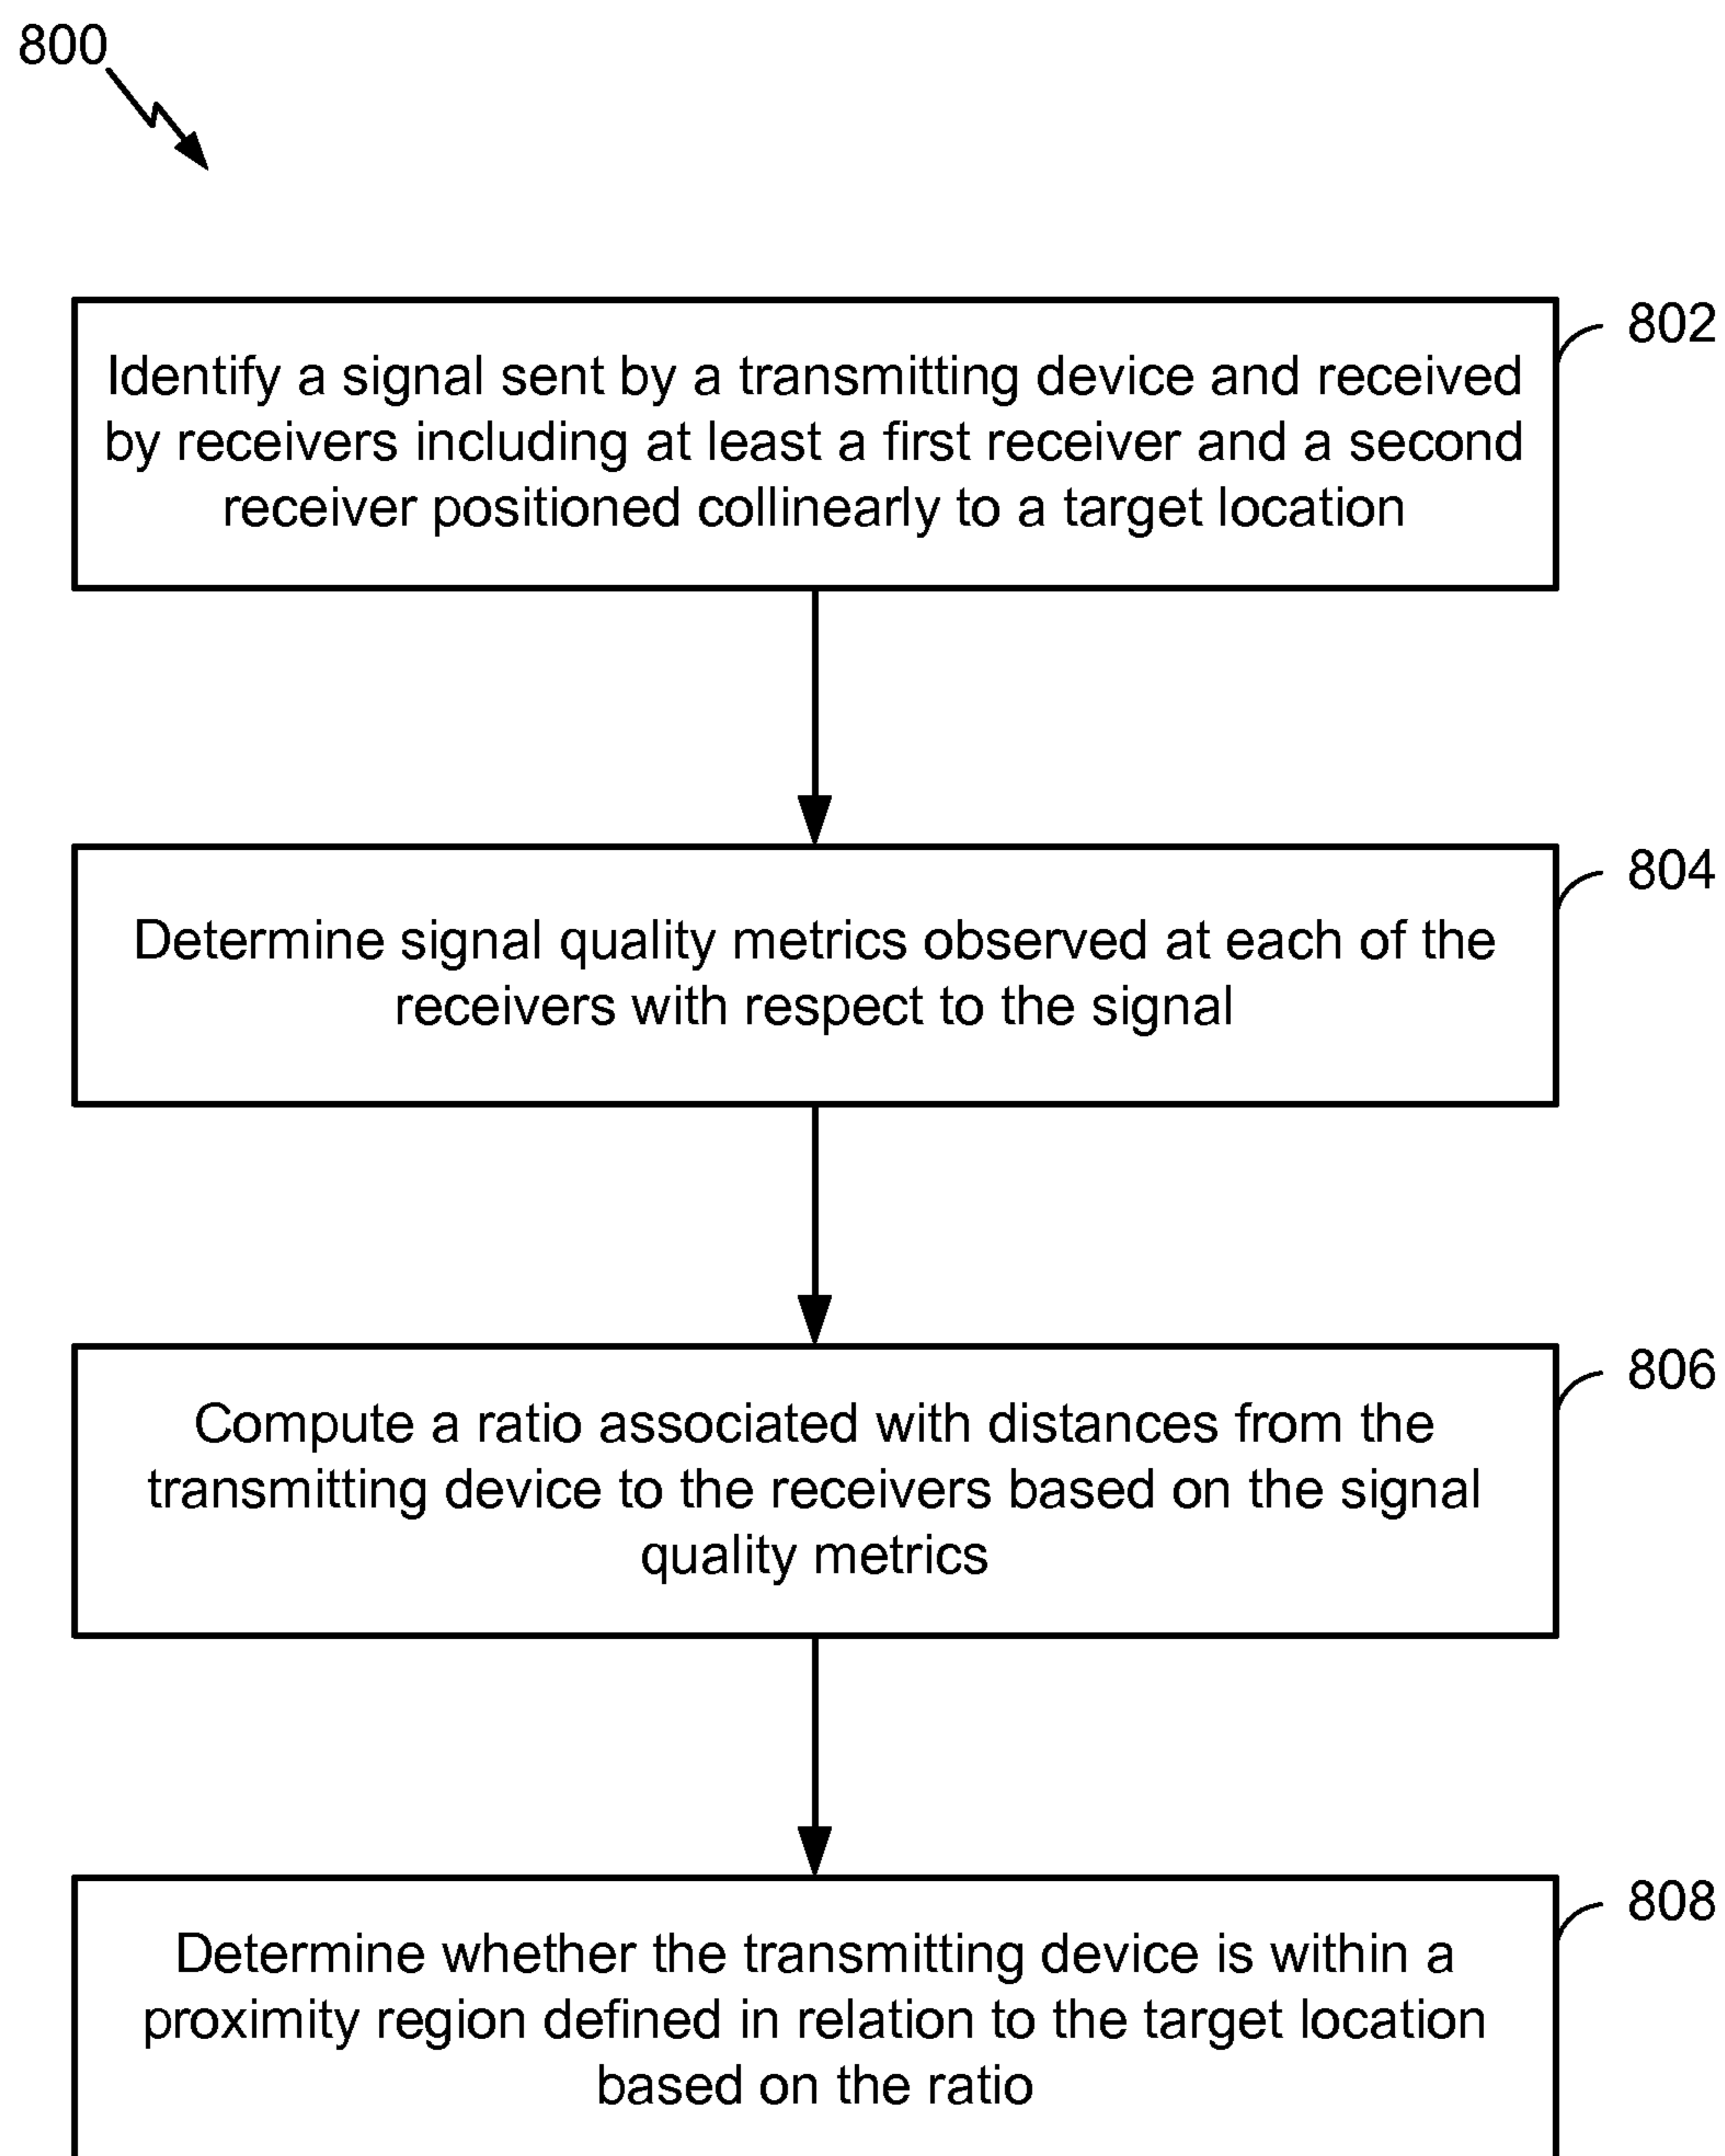 800
802
Identify a signal sent by a transmitting device and received
by receivers including at least a first receiver and a second
receiver positioned collinearly to a target location
804
Determine signal quality metrics observed at each of the
receivers with respect to the signal
806
Compute a ratio associated with distances from the
transmitting device to the receivers based on the signal
quality metrics
808
Determine whether the transmitting device is within a
proximity region defined in relation to the target location
based on the ratio